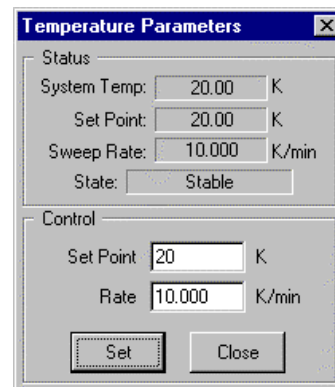 Temperature Parameters
Status
System Temp: 20.00 K
Set Point: 20.00 K
Sweep Rate: 10.000 K/min
State: Stable
Control
Set Point 20 K
Rate 10.000 K/min
Set Close